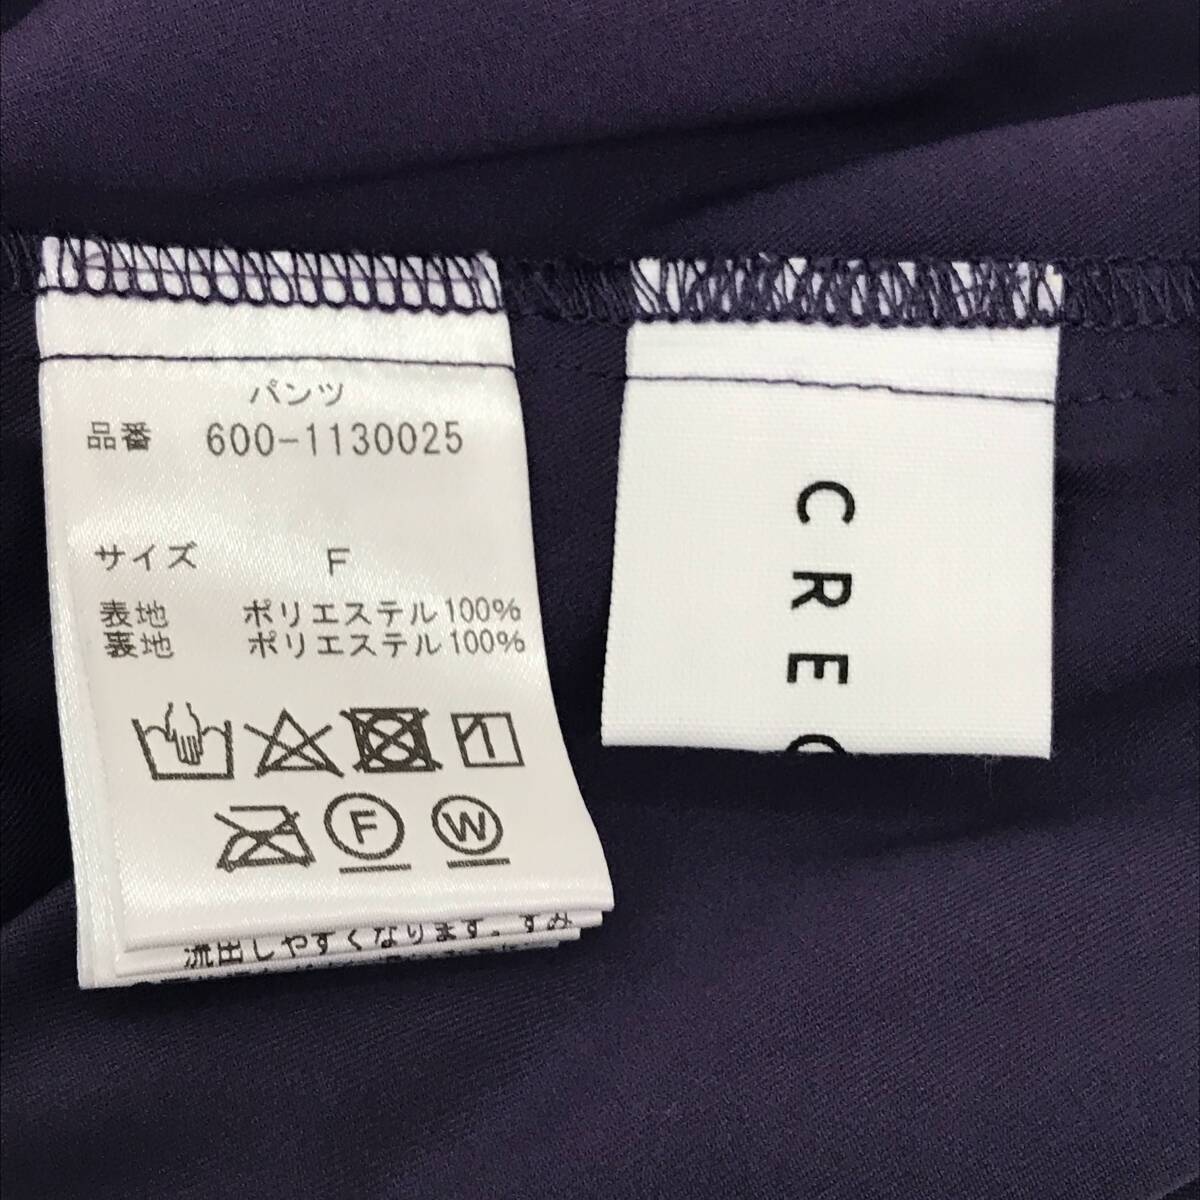 パンツ
品番 600-1130025
サイズ F
表地 ポリエステル100%
裏地 ポリエステル100%
F W
流出しやすくなります。すみ
CREC